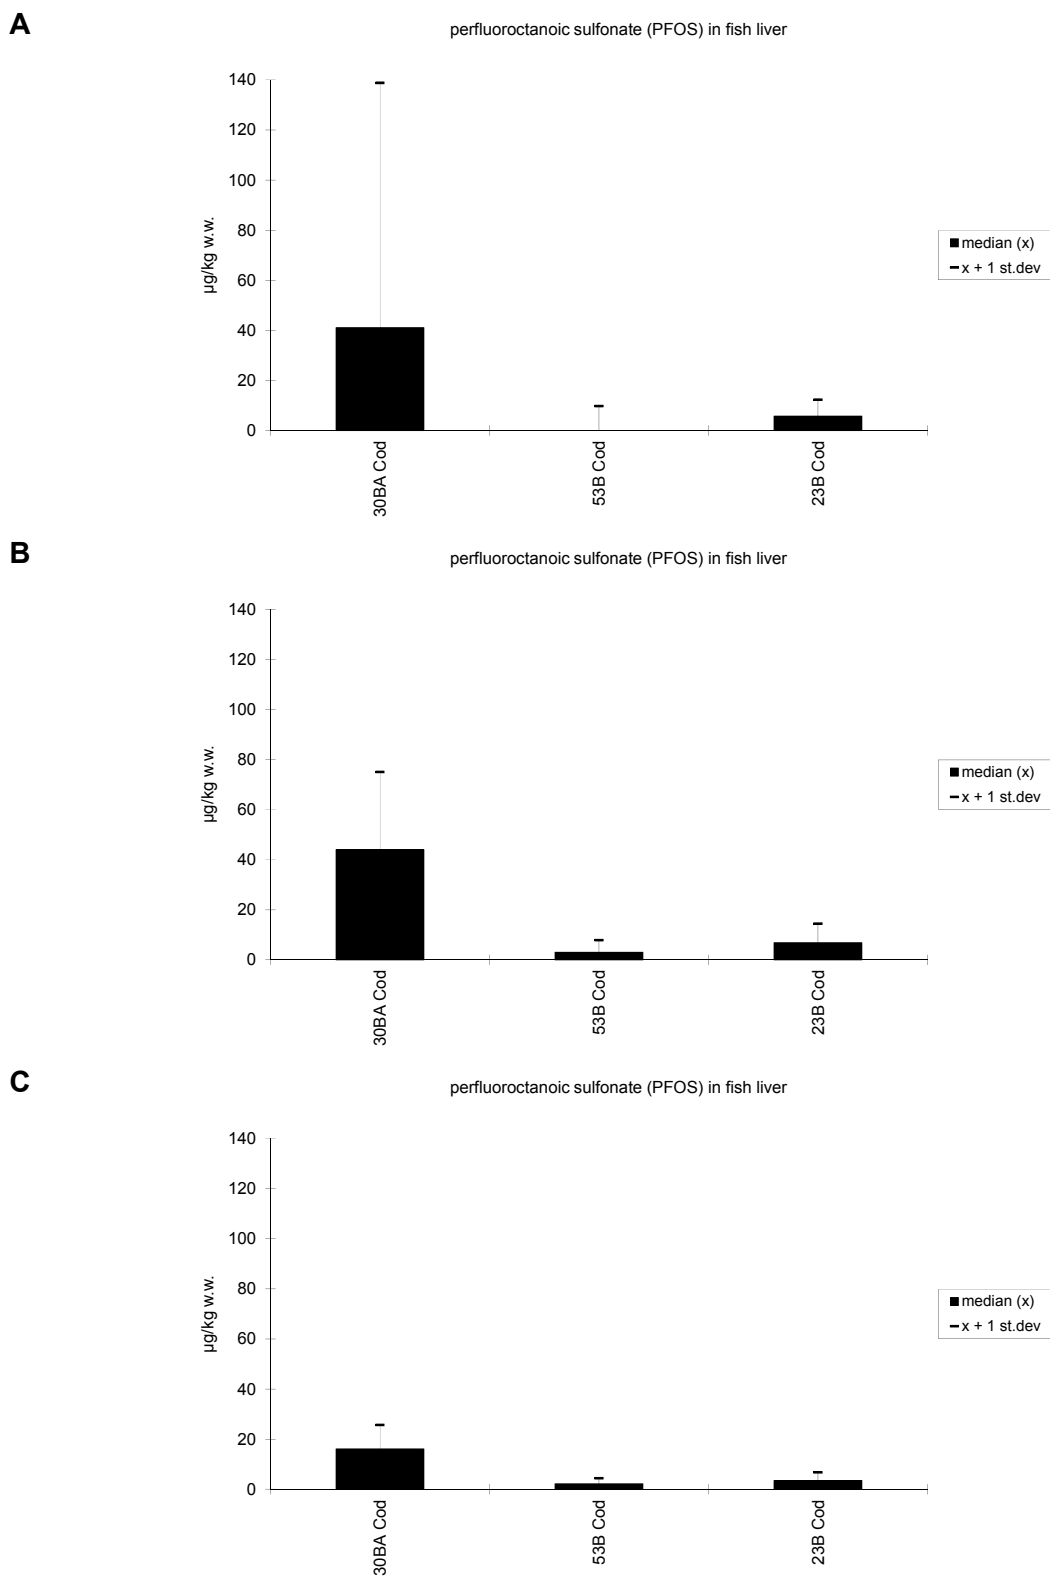 A
perfluoroctanoic sulfonate (PFOS) in fish liver
140
120
100
80
60
40
20
0
µg/kg w.w.
30BA Cod
53B Cod
23B Cod
median (x)
x + 1 st.dev
B
perfluoroctanoic sulfonate (PFOS) in fish liver
140
120
100
80
60
40
20
0
µg/kg w.w.
30BA Cod
53B Cod
23B Cod
median (x)
x + 1 st.dev
C
perfluoroctanoic sulfonate (PFOS) in fish liver
140
120
100
80
60
40
20
0
µg/kg w.w.
30BA Cod
53B Cod
23B Cod
median (x)
x + 1 st.dev